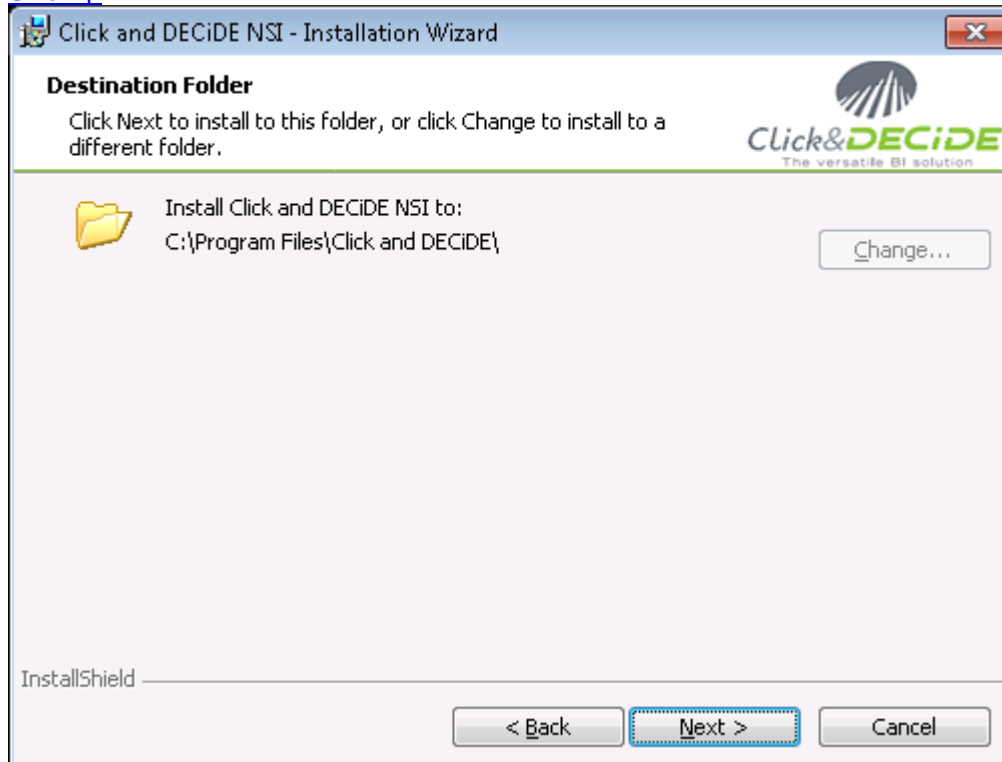 Click and DECiDE NSI - Installation Wizard
Destination Folder
Click Next to install to this folder, or click Change to install to a
different folder.
Click&DECiDE
The versatile BI solution
Install Click and DECiDE NSI to:
C:\Program Files\Click and DECiDE\
Change...
InstallShield
< Back
Next >
Cancel